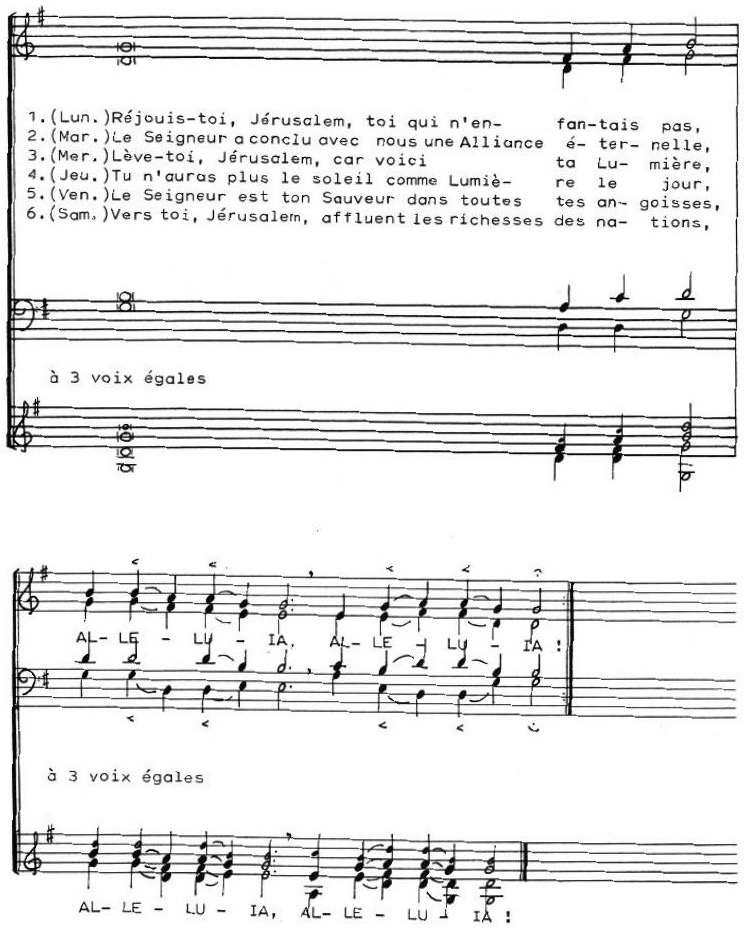 1.(Lun.)Réjouis-toi, Jérusalem, toi qui n'en- fan-tais pas,
2.(Mar.)Le Seigneur a conclu avec nous une Alliance é- ter- nelle,
3.(Mer.)Lève-toi, Jérusalem, car voici ta Lu- mière,
4.(Jeu.)Tu n'auras plus le soleil comme Lumiè- re le jour,
5.(Ven.)Le Seigneur est ton Sauveur dans toutes tes an- goisses,
6.(Sam.)Vers toi, Jérusalem, affluent les richesses des na- tions,
à 3 voix égales
AL- LE - LU - IA, AL- LE - LU - IA !
à 3 voix égales
AL- LE - LU - IA, AL- LE - LU - IA !